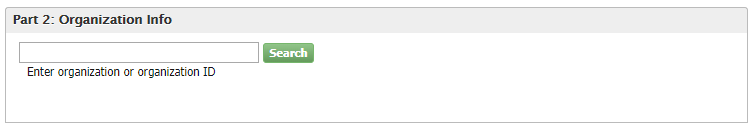 Part 2: Organization Info
Search
Enter organization or organization ID